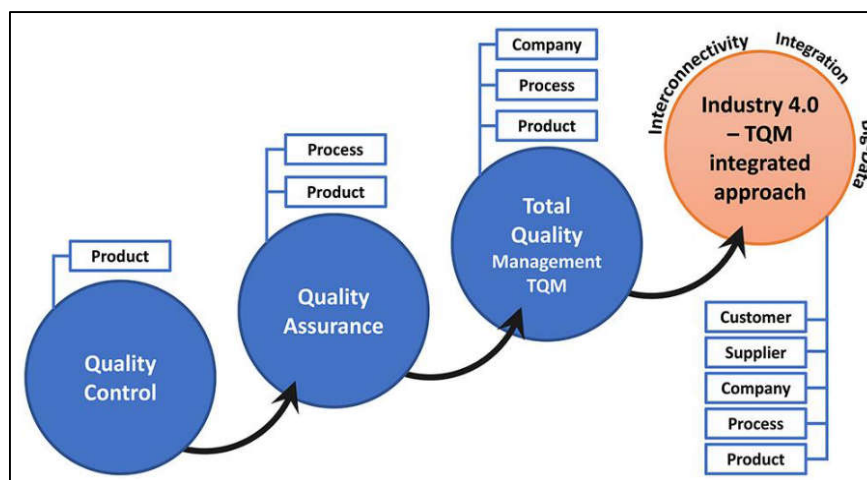 Product
Quality
Control
Process
Product
Quality
Assurance
Company
Process
Product
Total
Quality
Management
TQM
Interconnectivity
Integration
Data
Industry 4.0
– TQM
integrated
approach
Customer
Supplier
Company
Process
Product